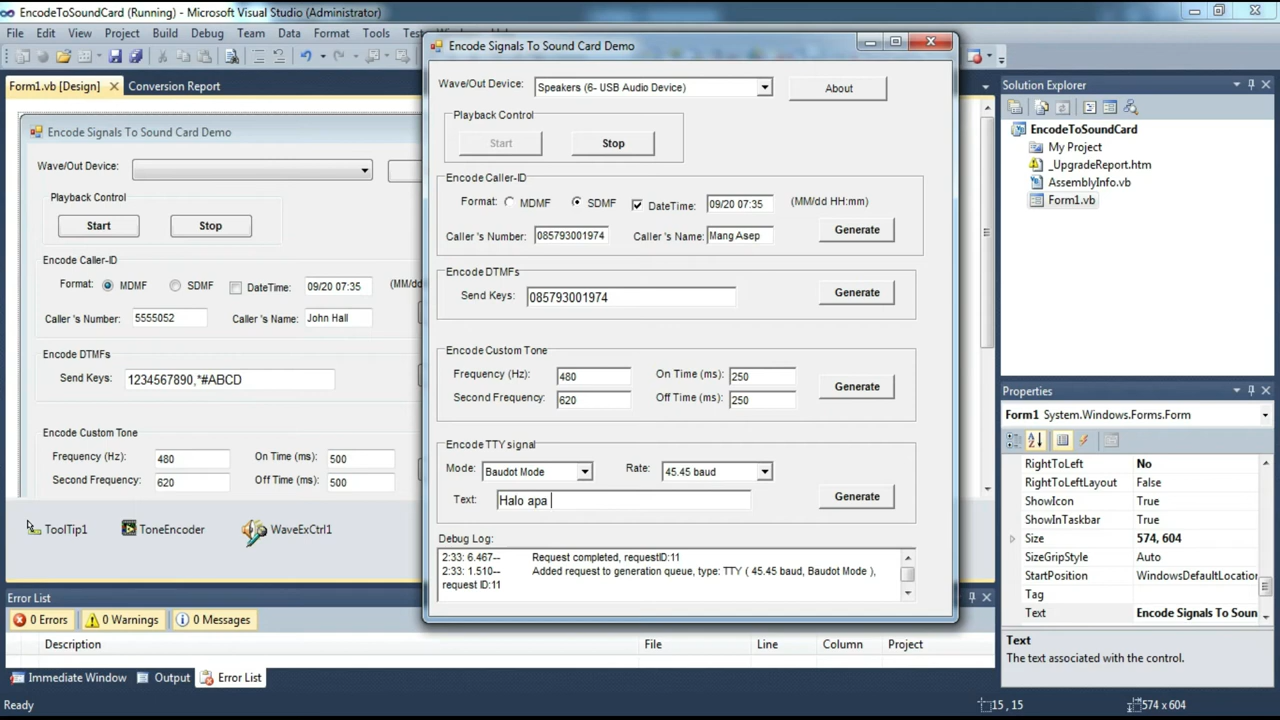 EncodeToSoundCard (Running) - Microsoft Visual Studio (Administrator)
File Edit View Project Build Debug Team Data Format Tools
Form1.vb [Design] Conversion Report
Encode Signals To Sound Card Demo
Wave/Out Device:
Playback Control
Start Stop
Encode Caller-ID
Format: MDMF SDMF DateTime: 09/20 07:35 (MM/dd
Caller 's Number: 5555052 Caller 's Name: John Hall
Encode DTMFs
Send Keys: 1234567890,*#ABCD
Encode Custom Tone
Frequency (Hz): 480 On Time (ms): 500
Second Frequency: 620 Off Time (ms): 500
ToolTip1 ToneEncoder WaveExCtrl1
Encode Signals To Sound Card Demo
Wave/Out Device: Speakers (6- USB Audio Device) About
Playback Control
Start Stop
Encode Caller-ID
Format: MDMF SDMF DateTime: 09/20 07:35 (MM/dd HH:mm)
Caller 's Number: 085793001974 Caller 's Name: Mang Asep Generate
Encode DTMFs
Send Keys: 085793001974 Generate
Encode Custom Tone
Frequency (Hz): 480 On Time (ms): 250
Second Frequency: 620 Off Time (ms): 250 Generate
Encode TTY signal
Mode: Baudot Mode Rate: 45.45 baud
Text: Halo apa Generate
Debug Log:
2:33: 6.467-- Request completed, requestID:11
2:33: 1.510-- Added request to generation queue, type: TTY ( 45.45 baud, Baudot Mode ),
request ID:11
Error List
0 Errors 0 Warnings 0 Messages
Description File Line Column Project
Immediate Window Output Error List
Ready 15 , 15 574 x 604
Solution Explorer
EncodeToSoundCard
My Project
_UpgradeReport.htm
AssemblyInfo.vb
Form1.vb
Properties
Form1 System.Windows.Forms.Form
RightToLeft No
RightToLeftLayout False
ShowIcon True
ShowInTaskbar True
Size 574, 604
SizeGripStyle Auto
StartPosition WindowsDefaultLocation
Tag
Text Encode Signals To Soun
Text
The text associated with the control.